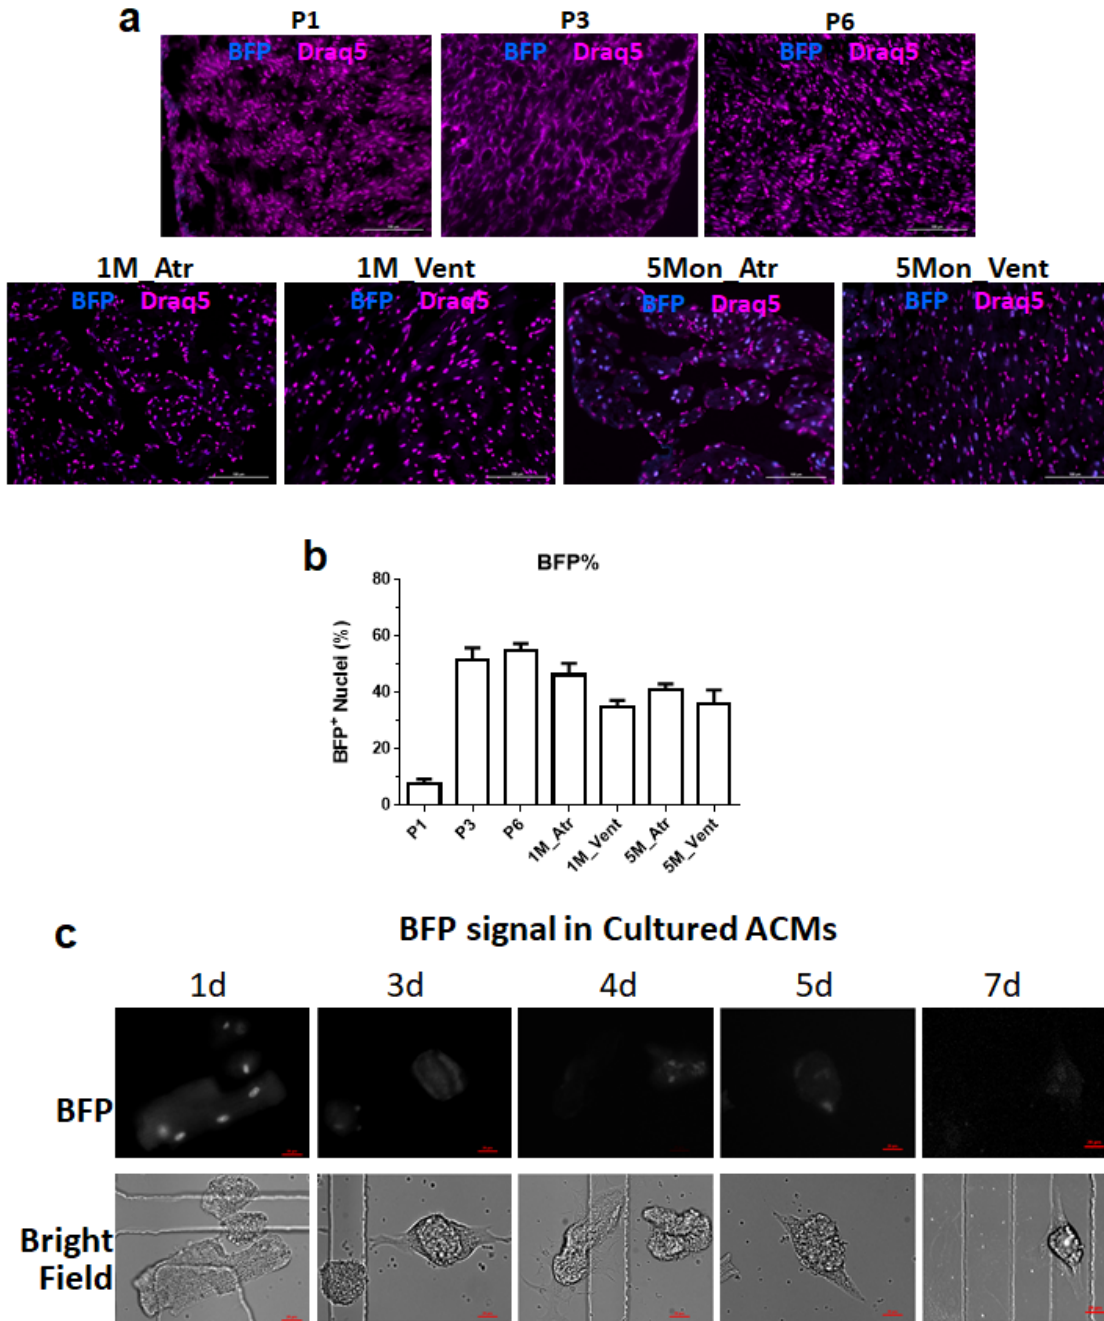 a
P1 P3 P6
BFP Draq5 BFP Draq5 BFP Draq5
1M_Atr 1M_Vent 5Mon_Atr 5Mon_Vent
BFP Draq5 BFP Draq5 BFP Draq5 BFP Draq5
b
BFP%
BFP+ Nuclei (%)
80
60
40
20
0
P1 P3 P6 1M_Atr 1M_Vent 5M_Atr 5M_Vent
c
BFP signal in Cultured ACMs
1d 3d 4d 5d 7d
BFP
Bright
Field